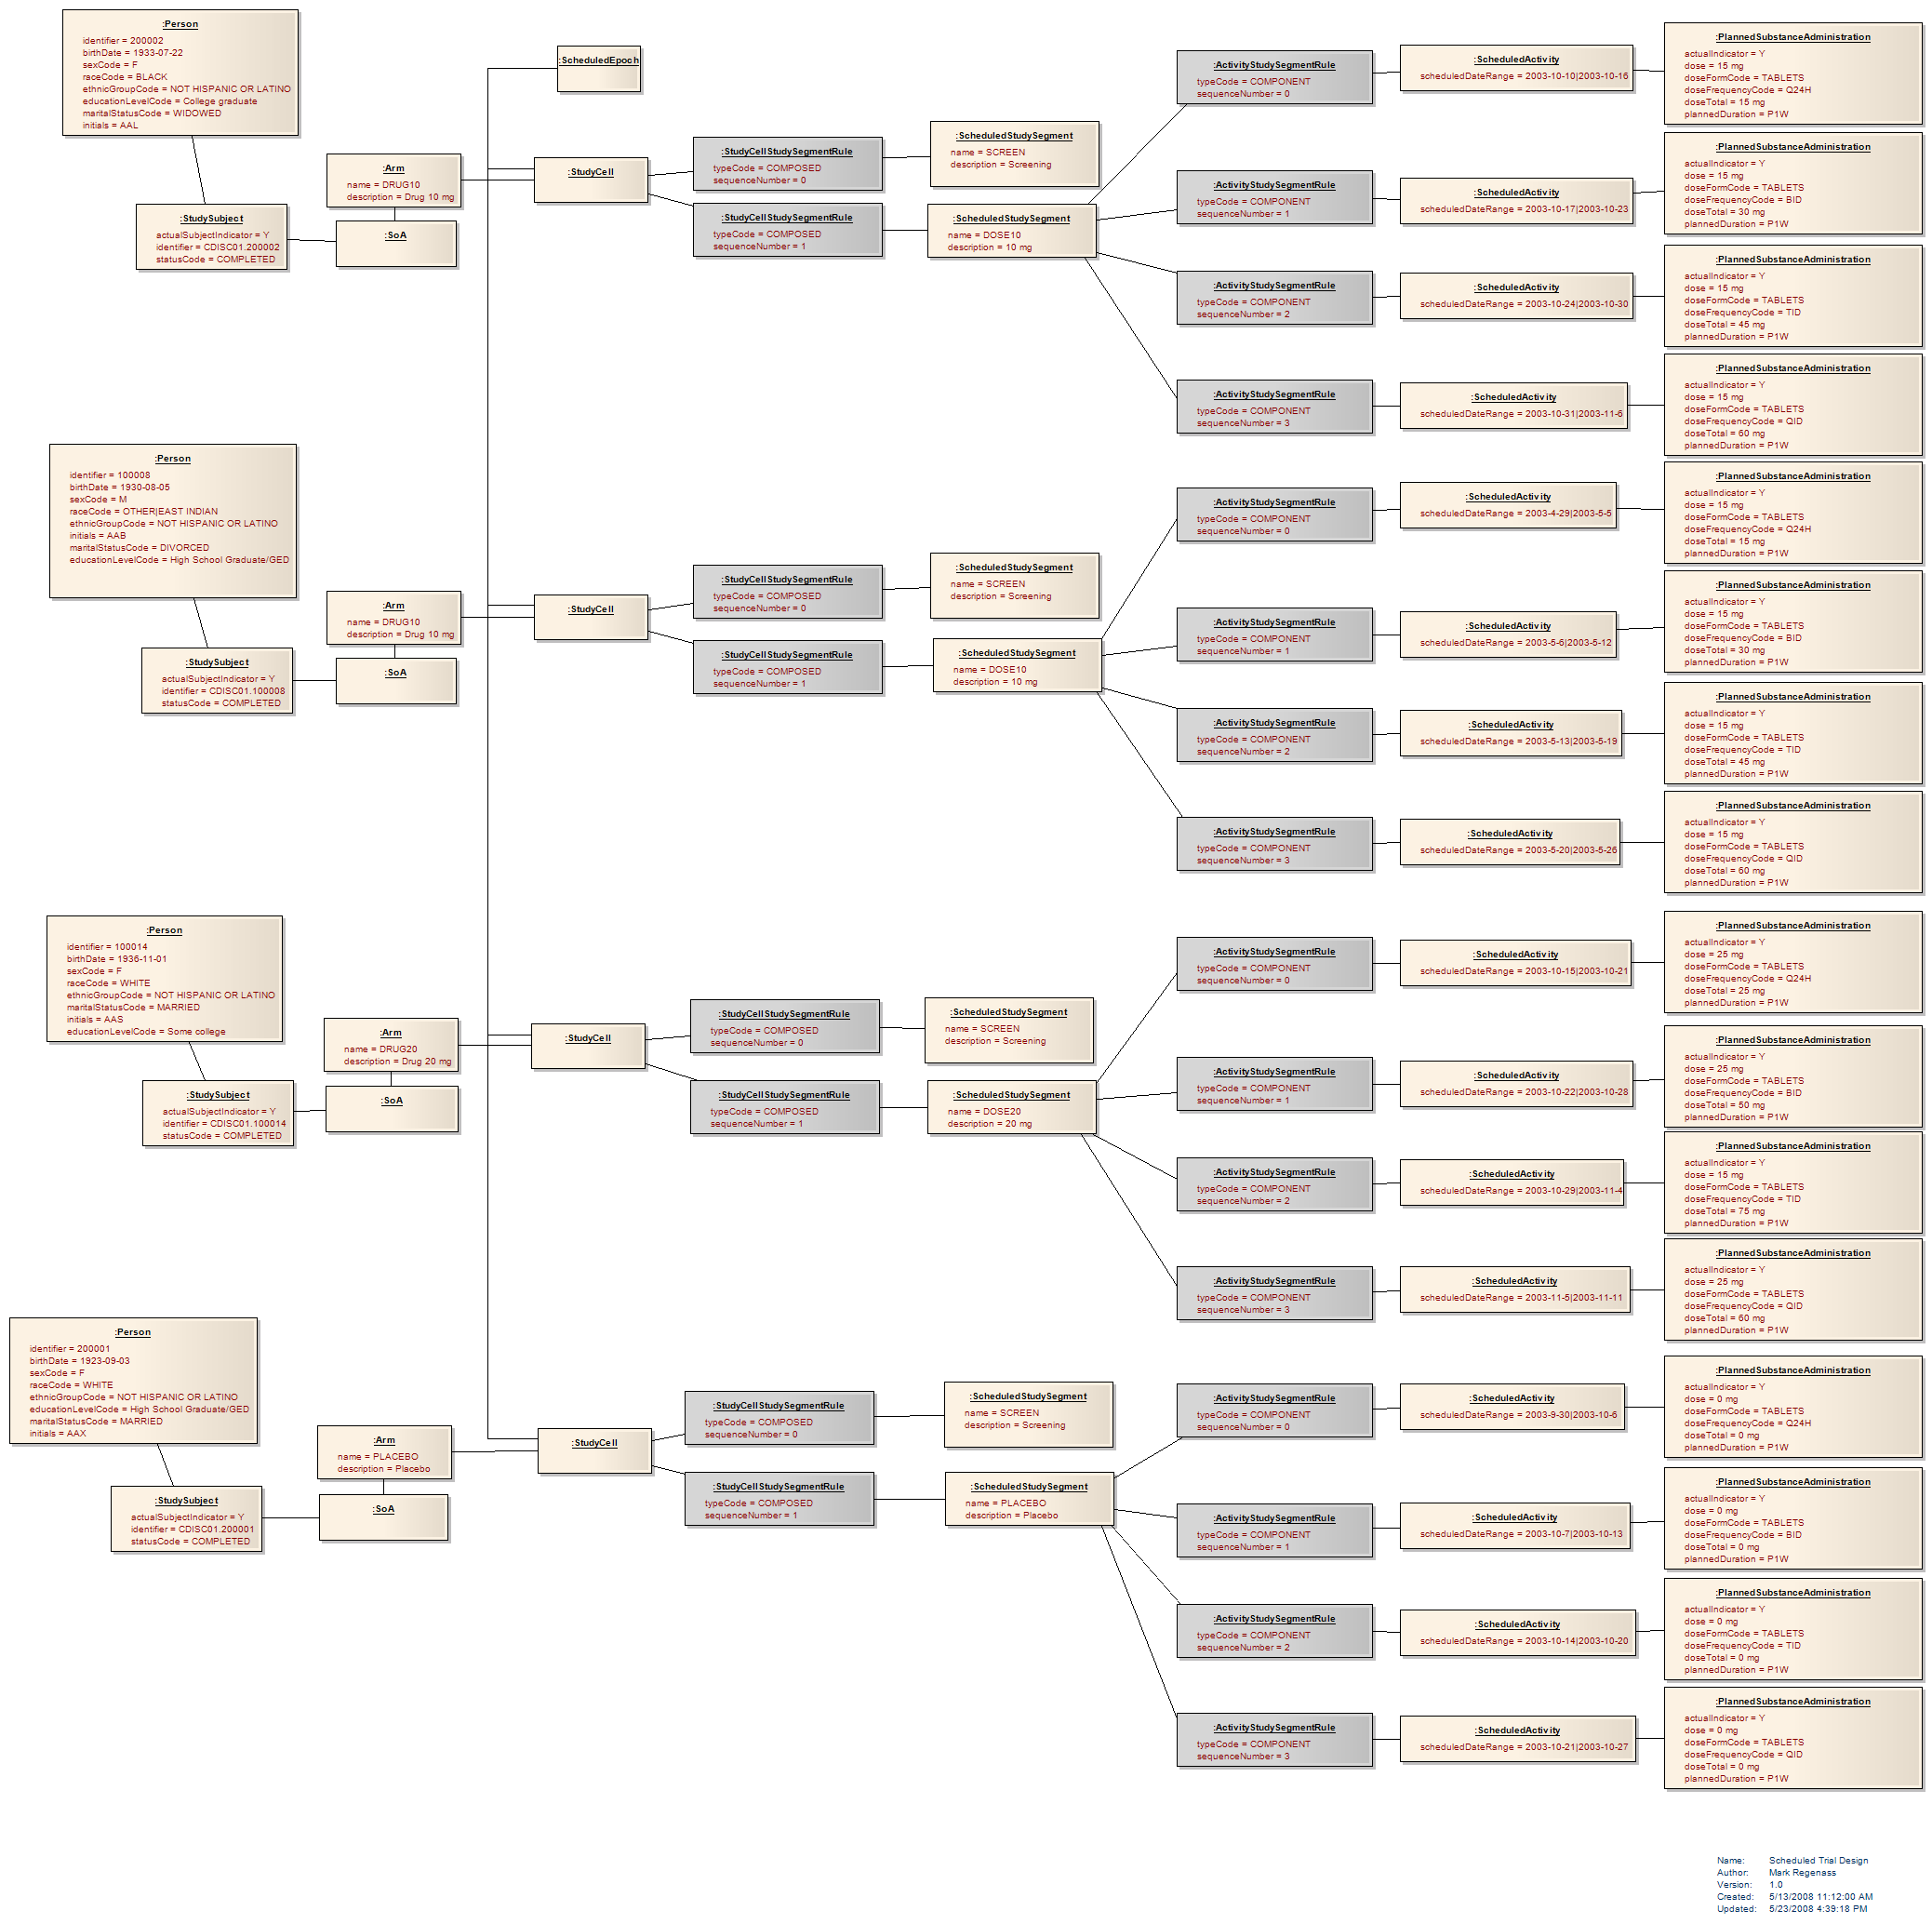 :Person
identifier = 200002
birthDate = 1933-07-22
sexCode = F
raceCode = BLACK
ethnicGroupCode = NOT HISPANIC OR LATINO
educationLevelCode = College graduate
maritalStatusCode = WIDOWED
initials = AAL
:StudySubject
actualSubjectIndicator = Y
identifier = CDISC01.200002
statusCode = COMPLETED
:Arm
name = DRUG10
description = Drug 10 mg
:SoA
:ScheduledEpoch
:StudyCell
:StudyCellStudySegmentRule
typeCode = COMPOSED
sequenceNumber = 0
:StudyCellStudySegmentRule
typeCode = COMPOSED
sequenceNumber = 1
:ScheduledStudySegment
name = SCREEN
description = Screening
:ScheduledStudySegment
name = DOSE10
description = 10 mg
:ActivityStudySegmentRule
typeCode = COMPONENT
sequenceNumber = 0
:ScheduledActivity
scheduledDateRange = 2003-10-10|2003-10-16
:PlannedSubstanceAdministration
actualIndicator = Y
dose = 15 mg
doseFormCode = TABLETS
doseFrequencyCode = Q24H
doseTotal = 15 mg
plannedDuration = P1W
:ActivityStudySegmentRule
typeCode = COMPONENT
sequenceNumber = 1
:ScheduledActivity
scheduledDateRange = 2003-10-17|2003-10-23
:PlannedSubstanceAdministration
actualIndicator = Y
dose = 15 mg
doseFormCode = TABLETS
doseFrequencyCode = BID
doseTotal = 30 mg
plannedDuration = P1W
:ActivityStudySegmentRule
typeCode = COMPONENT
sequenceNumber = 2
:ScheduledActivity
scheduledDateRange = 2003-10-24|2003-10-30
:PlannedSubstanceAdministration
actualIndicator = Y
dose = 15 mg
doseFormCode = TABLETS
doseFrequencyCode = TID
doseTotal = 45 mg
plannedDuration = P1W
:ActivityStudySegmentRule
typeCode = COMPONENT
sequenceNumber = 3
:ScheduledActivity
scheduledDateRange = 2003-10-31|2003-11-6
:PlannedSubstanceAdministration
actualIndicator = Y
dose = 15 mg
doseFormCode = TABLETS
doseFrequencyCode = QID
doseTotal = 60 mg
plannedDuration = P1W
:Person
identifier = 100008
birthDate = 1930-08-05
sexCode = M
raceCode = OTHER|EAST INDIAN
ethnicGroupCode = NOT HISPANIC OR LATINO
initials = AAB
maritalStatusCode = DIVORCED
educationLevelCode = High School Graduate/GED
:StudySubject
actualSubjectIndicator = Y
identifier = CDISC01.100008
statusCode = COMPLETED
:Arm
name = DRUG10
description = Drug 10 mg
:SoA
:StudyCell
:StudyCellStudySegmentRule
typeCode = COMPOSED
sequenceNumber = 0
:StudyCellStudySegmentRule
typeCode = COMPOSED
sequenceNumber = 1
:ScheduledStudySegment
name = SCREEN
description = Screening
:ScheduledStudySegment
name = DOSE10
description = 10 mg
:ActivityStudySegmentRule
typeCode = COMPONENT
sequenceNumber = 0
:ScheduledActivity
scheduledDateRange = 2003-4-29|2003-5-5
:PlannedSubstanceAdministration
actualIndicator = Y
dose = 15 mg
doseFormCode = TABLETS
doseFrequencyCode = Q24H
doseTotal = 15 mg
plannedDuration = P1W
:ActivityStudySegmentRule
typeCode = COMPONENT
sequenceNumber = 1
:ScheduledActivity
scheduledDateRange = 2003-5-6|2003-5-12
:PlannedSubstanceAdministration
actualIndicator = Y
dose = 15 mg
doseFormCode = TABLETS
doseFrequencyCode = BID
doseTotal = 30 mg
plannedDuration = P1W
:ActivityStudySegmentRule
typeCode = COMPONENT
sequenceNumber = 2
:ScheduledActivity
scheduledDateRange = 2003-5-13|2003-5-19
:PlannedSubstanceAdministration
actualIndicator = Y
dose = 15 mg
doseFormCode = TABLETS
doseFrequencyCode = TID
doseTotal = 45 mg
plannedDuration = P1W
:ActivityStudySegmentRule
typeCode = COMPONENT
sequenceNumber = 3
:ScheduledActivity
scheduledDateRange = 2003-5-20|2003-5-26
:PlannedSubstanceAdministration
actualIndicator = Y
dose = 15 mg
doseFormCode = TABLETS
doseFrequencyCode = QID
doseTotal = 60 mg
plannedDuration = P1W
:Person
identifier = 100014
birthDate = 1936-11-01
sexCode = F
raceCode = WHITE
ethnicGroupCode = NOT HISPANIC OR LATINO
maritalStatusCode = MARRIED
initials = AAS
educationLevelCode = Some college
:StudySubject
actualSubjectIndicator = Y
identifier = CDISC01.100014
statusCode = COMPLETED
:Arm
name = DRUG20
description = Drug 20 mg
:SoA
:StudyCell
:StudyCellStudySegmentRule
typeCode = COMPOSED
sequenceNumber = 0
:StudyCellStudySegmentRule
typeCode = COMPOSED
sequenceNumber = 1
:ScheduledStudySegment
name = SCREEN
description = Screening
:ScheduledStudySegment
name = DOSE20
description = 20 mg
:ActivityStudySegmentRule
typeCode = COMPONENT
sequenceNumber = 0
:ScheduledActivity
scheduledDateRange = 2003-10-15|2003-10-21
:PlannedSubstanceAdministration
actualIndicator = Y
dose = 25 mg
doseFormCode = TABLETS
doseFrequencyCode = Q24H
doseTotal = 25 mg
plannedDuration = P1W
:ActivityStudySegmentRule
typeCode = COMPONENT
sequenceNumber = 1
:ScheduledActivity
scheduledDateRange = 2003-10-22|2003-10-28
:PlannedSubstanceAdministration
actualIndicator = Y
dose = 25 mg
doseFormCode = TABLETS
doseFrequencyCode = BID
doseTotal = 50 mg
plannedDuration = P1W
:ActivityStudySegmentRule
typeCode = COMPONENT
sequenceNumber = 2
:ScheduledActivity
scheduledDateRange = 2003-10-29|2003-11-4
:PlannedSubstanceAdministration
actualIndicator = Y
dose = 15 mg
doseFormCode = TABLETS
doseFrequencyCode = TID
doseTotal = 75 mg
plannedDuration = P1W
:ActivityStudySegmentRule
typeCode = COMPONENT
sequenceNumber = 3
:ScheduledActivity
scheduledDateRange = 2003-11-5|2003-11-11
:PlannedSubstanceAdministration
actualIndicator = Y
dose = 25 mg
doseFormCode = TABLETS
doseFrequencyCode = QID
doseTotal = 60 mg
plannedDuration = P1W
:Person
identifier = 200001
birthDate = 1923-09-03
sexCode = F
raceCode = WHITE
ethnicGroupCode = NOT HISPANIC OR LATINO
educationLevelCode = High School Graduate/GED
maritalStatusCode = MARRIED
initials = AAX
:StudySubject
actualSubjectIndicator = Y
identifier = CDISC01.200001
statusCode = COMPLETED
:Arm
name = PLACEBO
description = Placebo
:SoA
:StudyCell
:StudyCellStudySegmentRule
typeCode = COMPOSED
sequenceNumber = 0
:StudyCellStudySegmentRule
typeCode = COMPOSED
sequenceNumber = 1
:ScheduledStudySegment
name = SCREEN
description = Screening
:ScheduledStudySegment
name = PLACEBO
description = Placebo
:ActivityStudySegmentRule
typeCode = COMPONENT
sequenceNumber = 0
:ScheduledActivity
scheduledDateRange = 2003-9-30|2003-10-6
:PlannedSubstanceAdministration
actualIndicator = Y
dose = 0 mg
doseFormCode = TABLETS
doseFrequencyCode = Q24H
doseTotal = 0 mg
plannedDuration = P1W
:ActivityStudySegmentRule
typeCode = COMPONENT
sequenceNumber = 1
:ScheduledActivity
scheduledDateRange = 2003-10-7|2003-10-13
:PlannedSubstanceAdministration
actualIndicator = Y
dose = 0 mg
doseFormCode = TABLETS
doseFrequencyCode = BID
doseTotal = 0 mg
plannedDuration = P1W
:ActivityStudySegmentRule
typeCode = COMPONENT
sequenceNumber = 2
:ScheduledActivity
scheduledDateRange = 2003-10-14|2003-10-20
:PlannedSubstanceAdministration
actualIndicator = Y
dose = 0 mg
doseFormCode = TABLETS
doseFrequencyCode = TID
doseTotal = 0 mg
plannedDuration = P1W
:ActivityStudySegmentRule
typeCode = COMPONENT
sequenceNumber = 3
:ScheduledActivity
scheduledDateRange = 2003-10-21|2003-10-27
:PlannedSubstanceAdministration
actualIndicator = Y
dose = 0 mg
doseFormCode = TABLETS
doseFrequencyCode = QID
doseTotal = 0 mg
plannedDuration = P1W
Name: Scheduled Trial Design
Author: Mark Regenass
Version: 1.0
Created: 5/13/2008 11:12:00 AM
Updated: 5/23/2008 4:39:18 PM